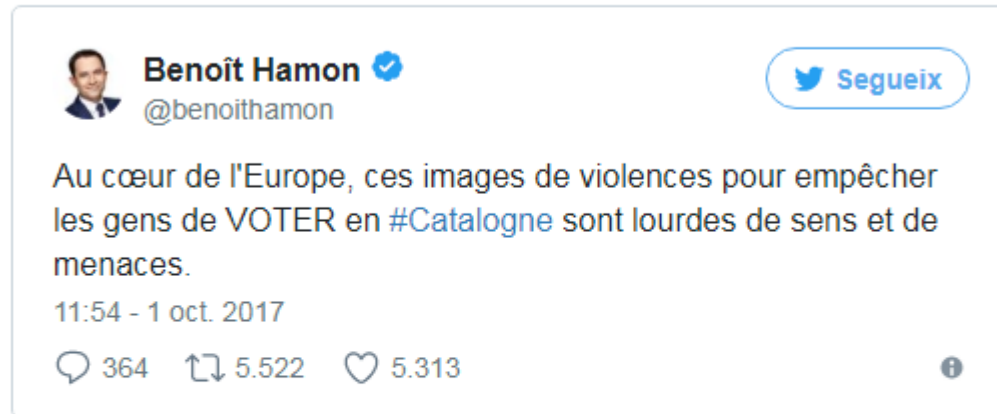 Benoît Hamon
Segueix
@benoithamon
Au cœur de l'Europe, ces images de violences pour empêcher
les gens de VOTER en #Catalogne sont lourdes de sens et de
menaces.
11:54 - 1 oct. 2017
364 5.522 5.313